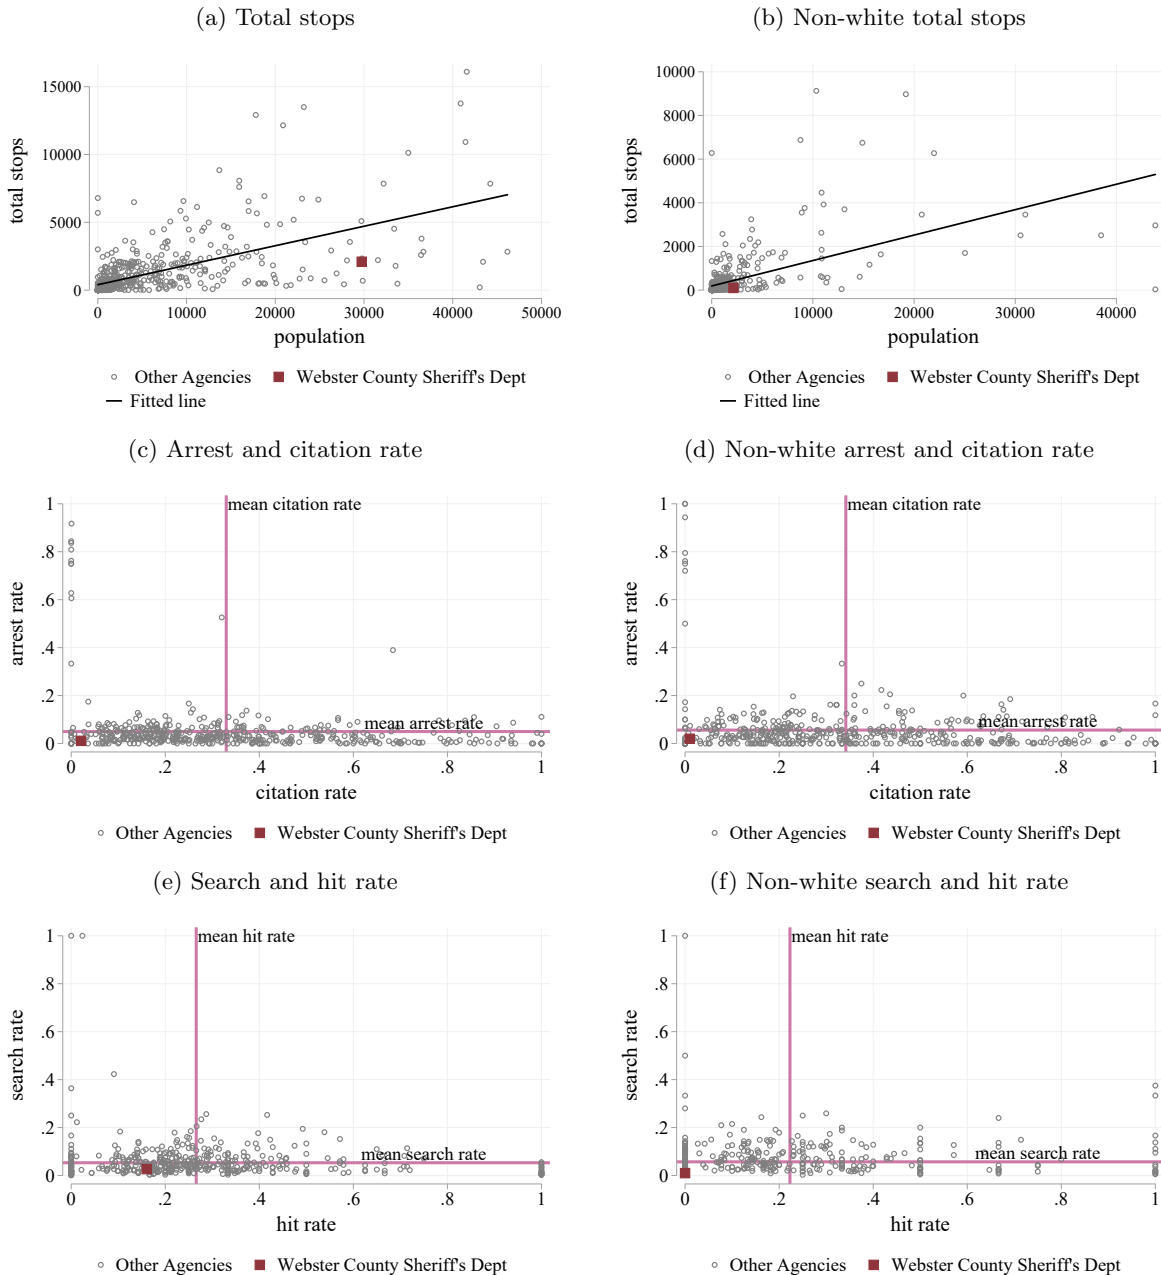 (a) Total stops
(b) Non-white total stops
total stops
15000
10000
5000
0
0 10000 20000 30000 40000 50000
population
Other Agencies Webster County Sheriff's Dept
Fitted line
total stops
10000
8000
6000
4000
2000
0
0 10000 20000 30000 40000
population
Other Agencies Webster County Sheriff's Dept
Fitted line
(c) Arrest and citation rate
(d) Non-white arrest and citation rate
arrest rate
1
.8
.6
.4
.2
0
mean citation rate
mean arrest rate
0 .2 .4 .6 .8 1
citation rate
Other Agencies Webster County Sheriff's Dept
arrest rate
1
.8
.6
.4
.2
0
mean citation rate
mean arrest rate
0 .2 .4 .6 .8 1
citation rate
Other Agencies Webster County Sheriff's Dept
(e) Search and hit rate
(f) Non-white search and hit rate
search rate
1
.8
.6
.4
.2
0
mean hit rate
mean search rate
0 .2 .4 .6 .8 1
hit rate
Other Agencies Webster County Sheriff's Dept
search rate
1
.8
.6
.4
.2
0
mean hit rate
mean search rate
0 .2 .4 .6 .8 1
hit rate
Other Agencies Webster County Sheriff's Dept